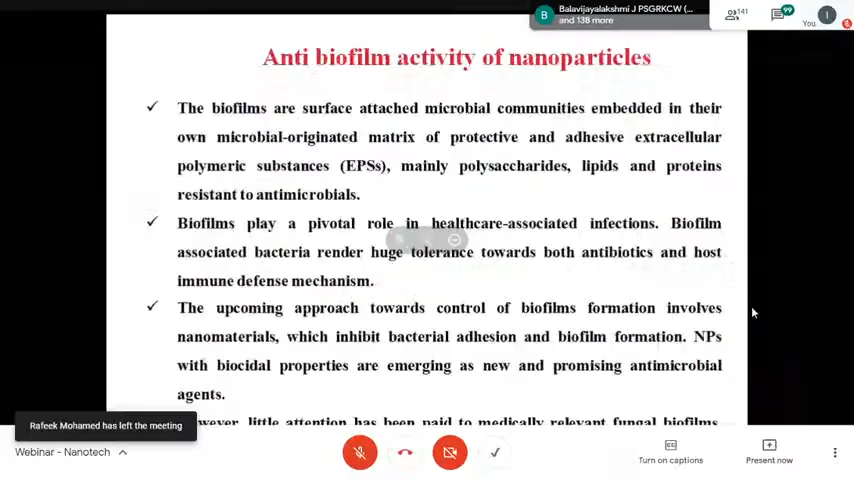 Balavijayalakshmi J PSGRKCW (...
and 138 more
141
99
You
Anti biofilm activity of nanoparticles
The biofilms are surface attached microbial communities embedded in their
own microbial-originated matrix of protective and adhesive extracellular
polymeric substances (EPSs), mainly polysaccharides, lipids and proteins
resistant to antimicrobials.
Biofilms play a pivotal role in healthcare-associated infections. Biofilm
associated bacteria render huge tolerance towards both antibiotics and host
immune defense mechanism.
The upcoming approach towards control of biofilms formation involves
nanomaterials, which inhibit bacterial adhesion and biofilm formation. NPs
with biocidal properties are emerging as new and promising antimicrobial
agents.
owever, little attention has been paid to medically relevant fungal biofilms.
Rafeek Mohamed has left the meeting
Webinar - Nanotech
Turn on captions
Present now
B
I